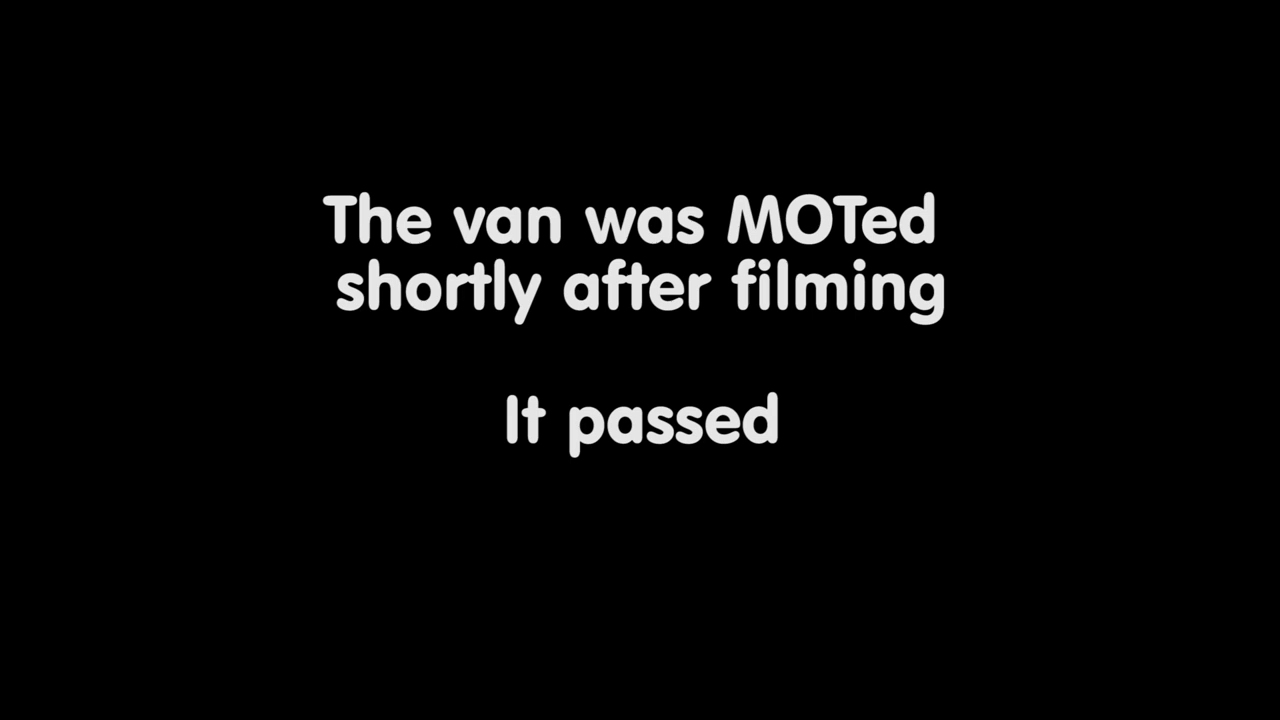 The van was MOTed
shortly after filming
It passed